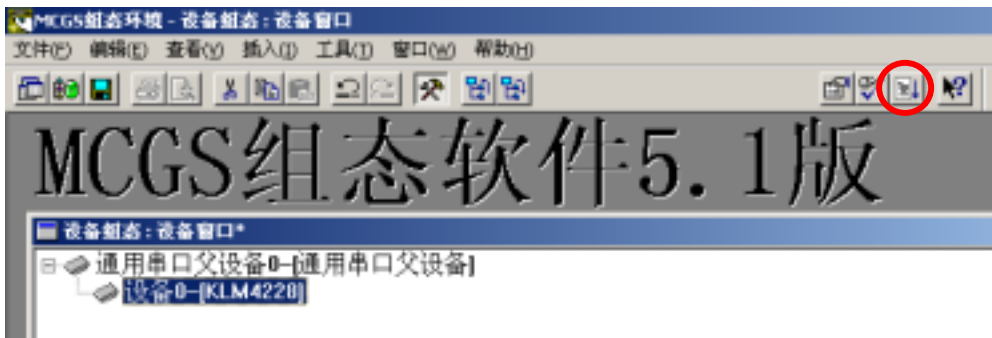 MCGS组态环境 - 设备组态：设备窗口
文件(F) 编辑(E) 查看(V) 插入(I) 工具(T) 窗口(W) 帮助(H)
MCGS组态软件5.1版
设备组态：设备窗口*
通用串口父设备0-[通用串口父设备]
设备0-[KLM4228]